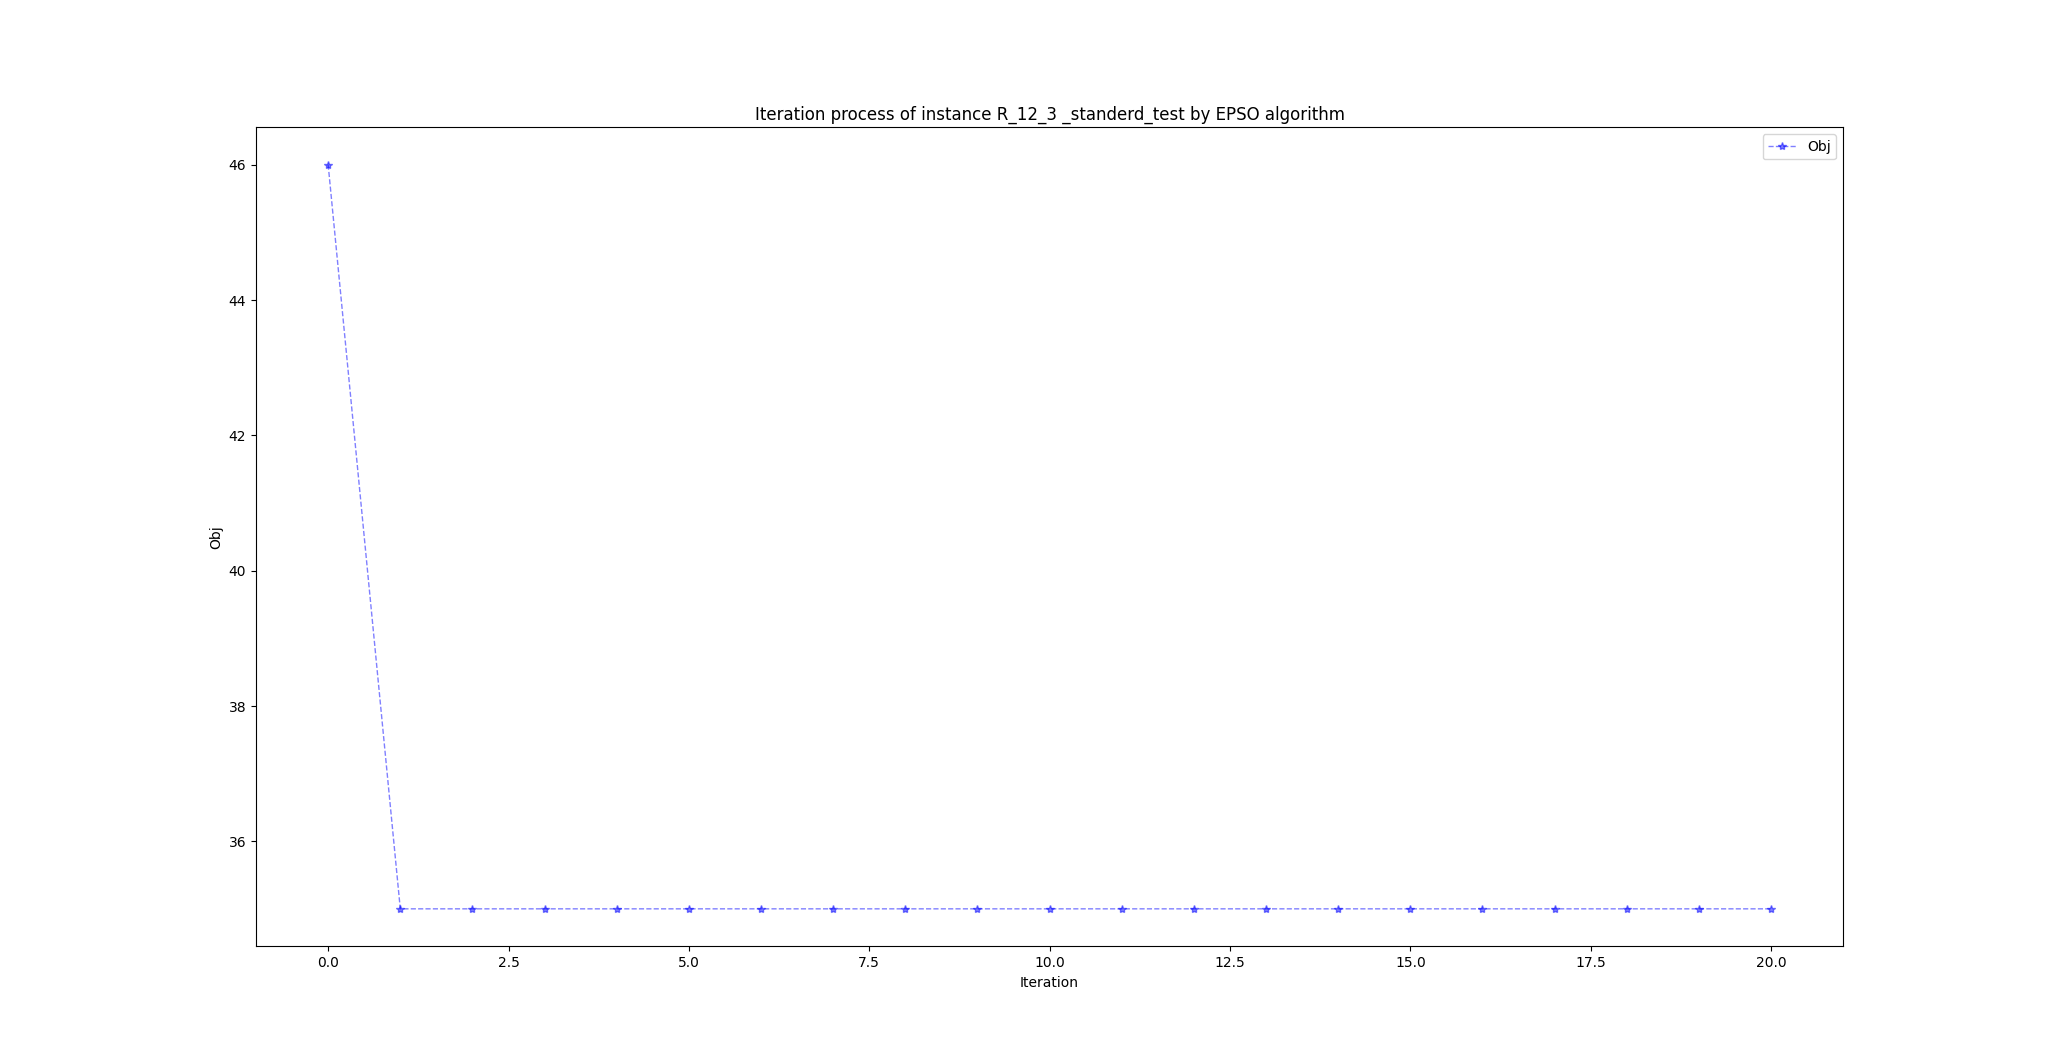 Iteration process of instance R_12_3 _standerd_test by EPSO algorithm
Obj
46
44
42
40
38
36
Obj
0.0 2.5 5.0 7.5 10.0 12.5 15.0 17.5 20.0
Iteration